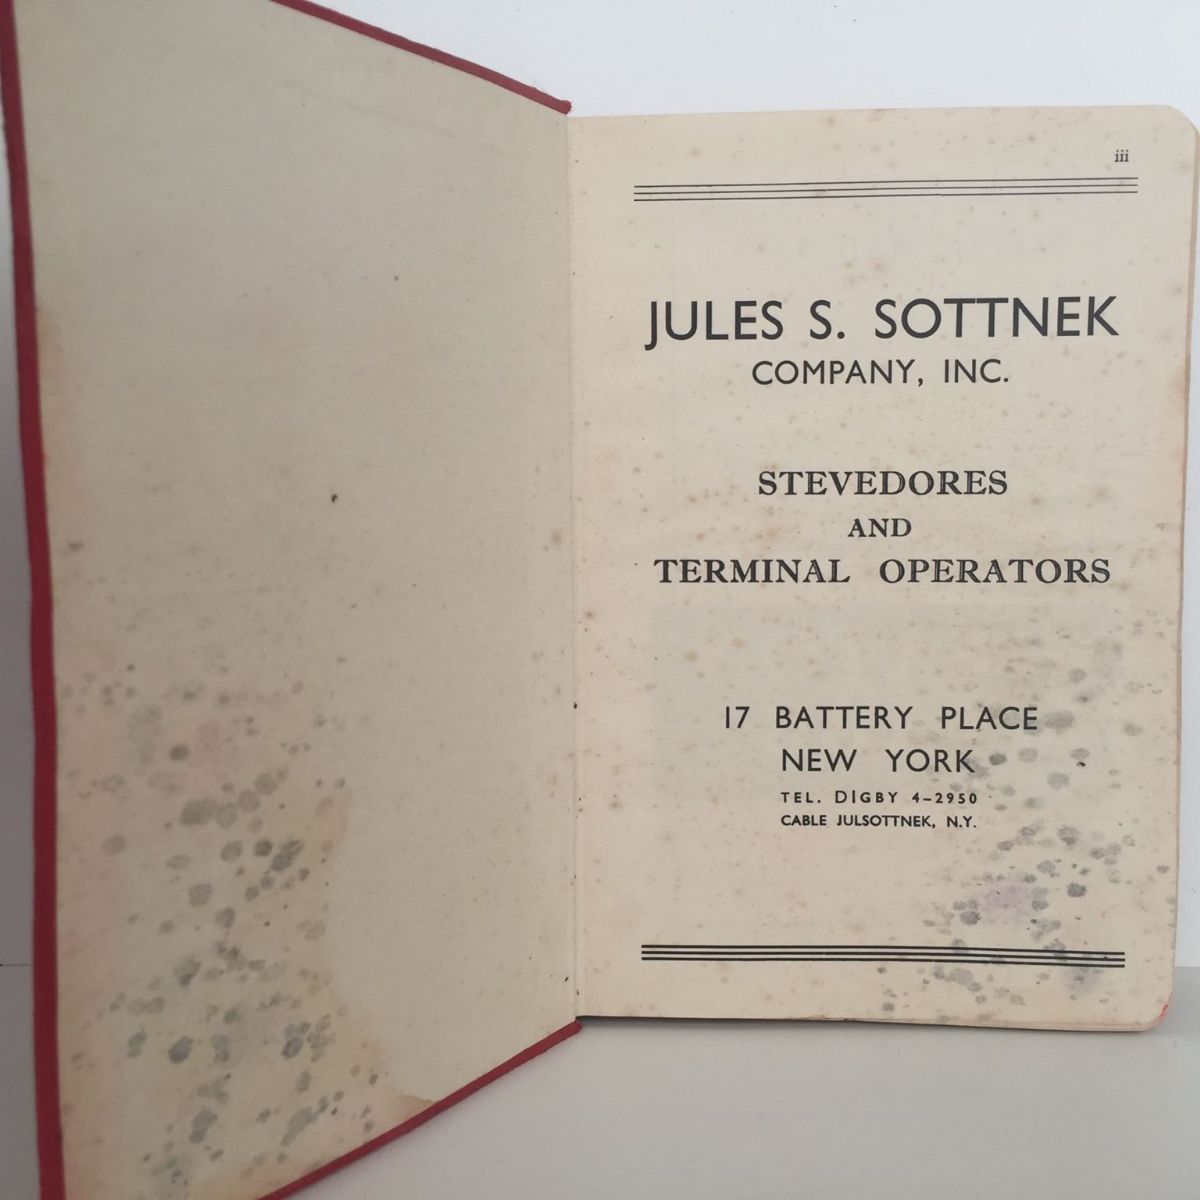 iii
JULES S. SOTTNEK
COMPANY, INC.
STEVEDORES
AND
TERMINAL OPERATORS
17 BATTERY PLACE
NEW YORK
TEL. DIGBY 4–2950
CABLE JULSOTTNEK, N.Y.